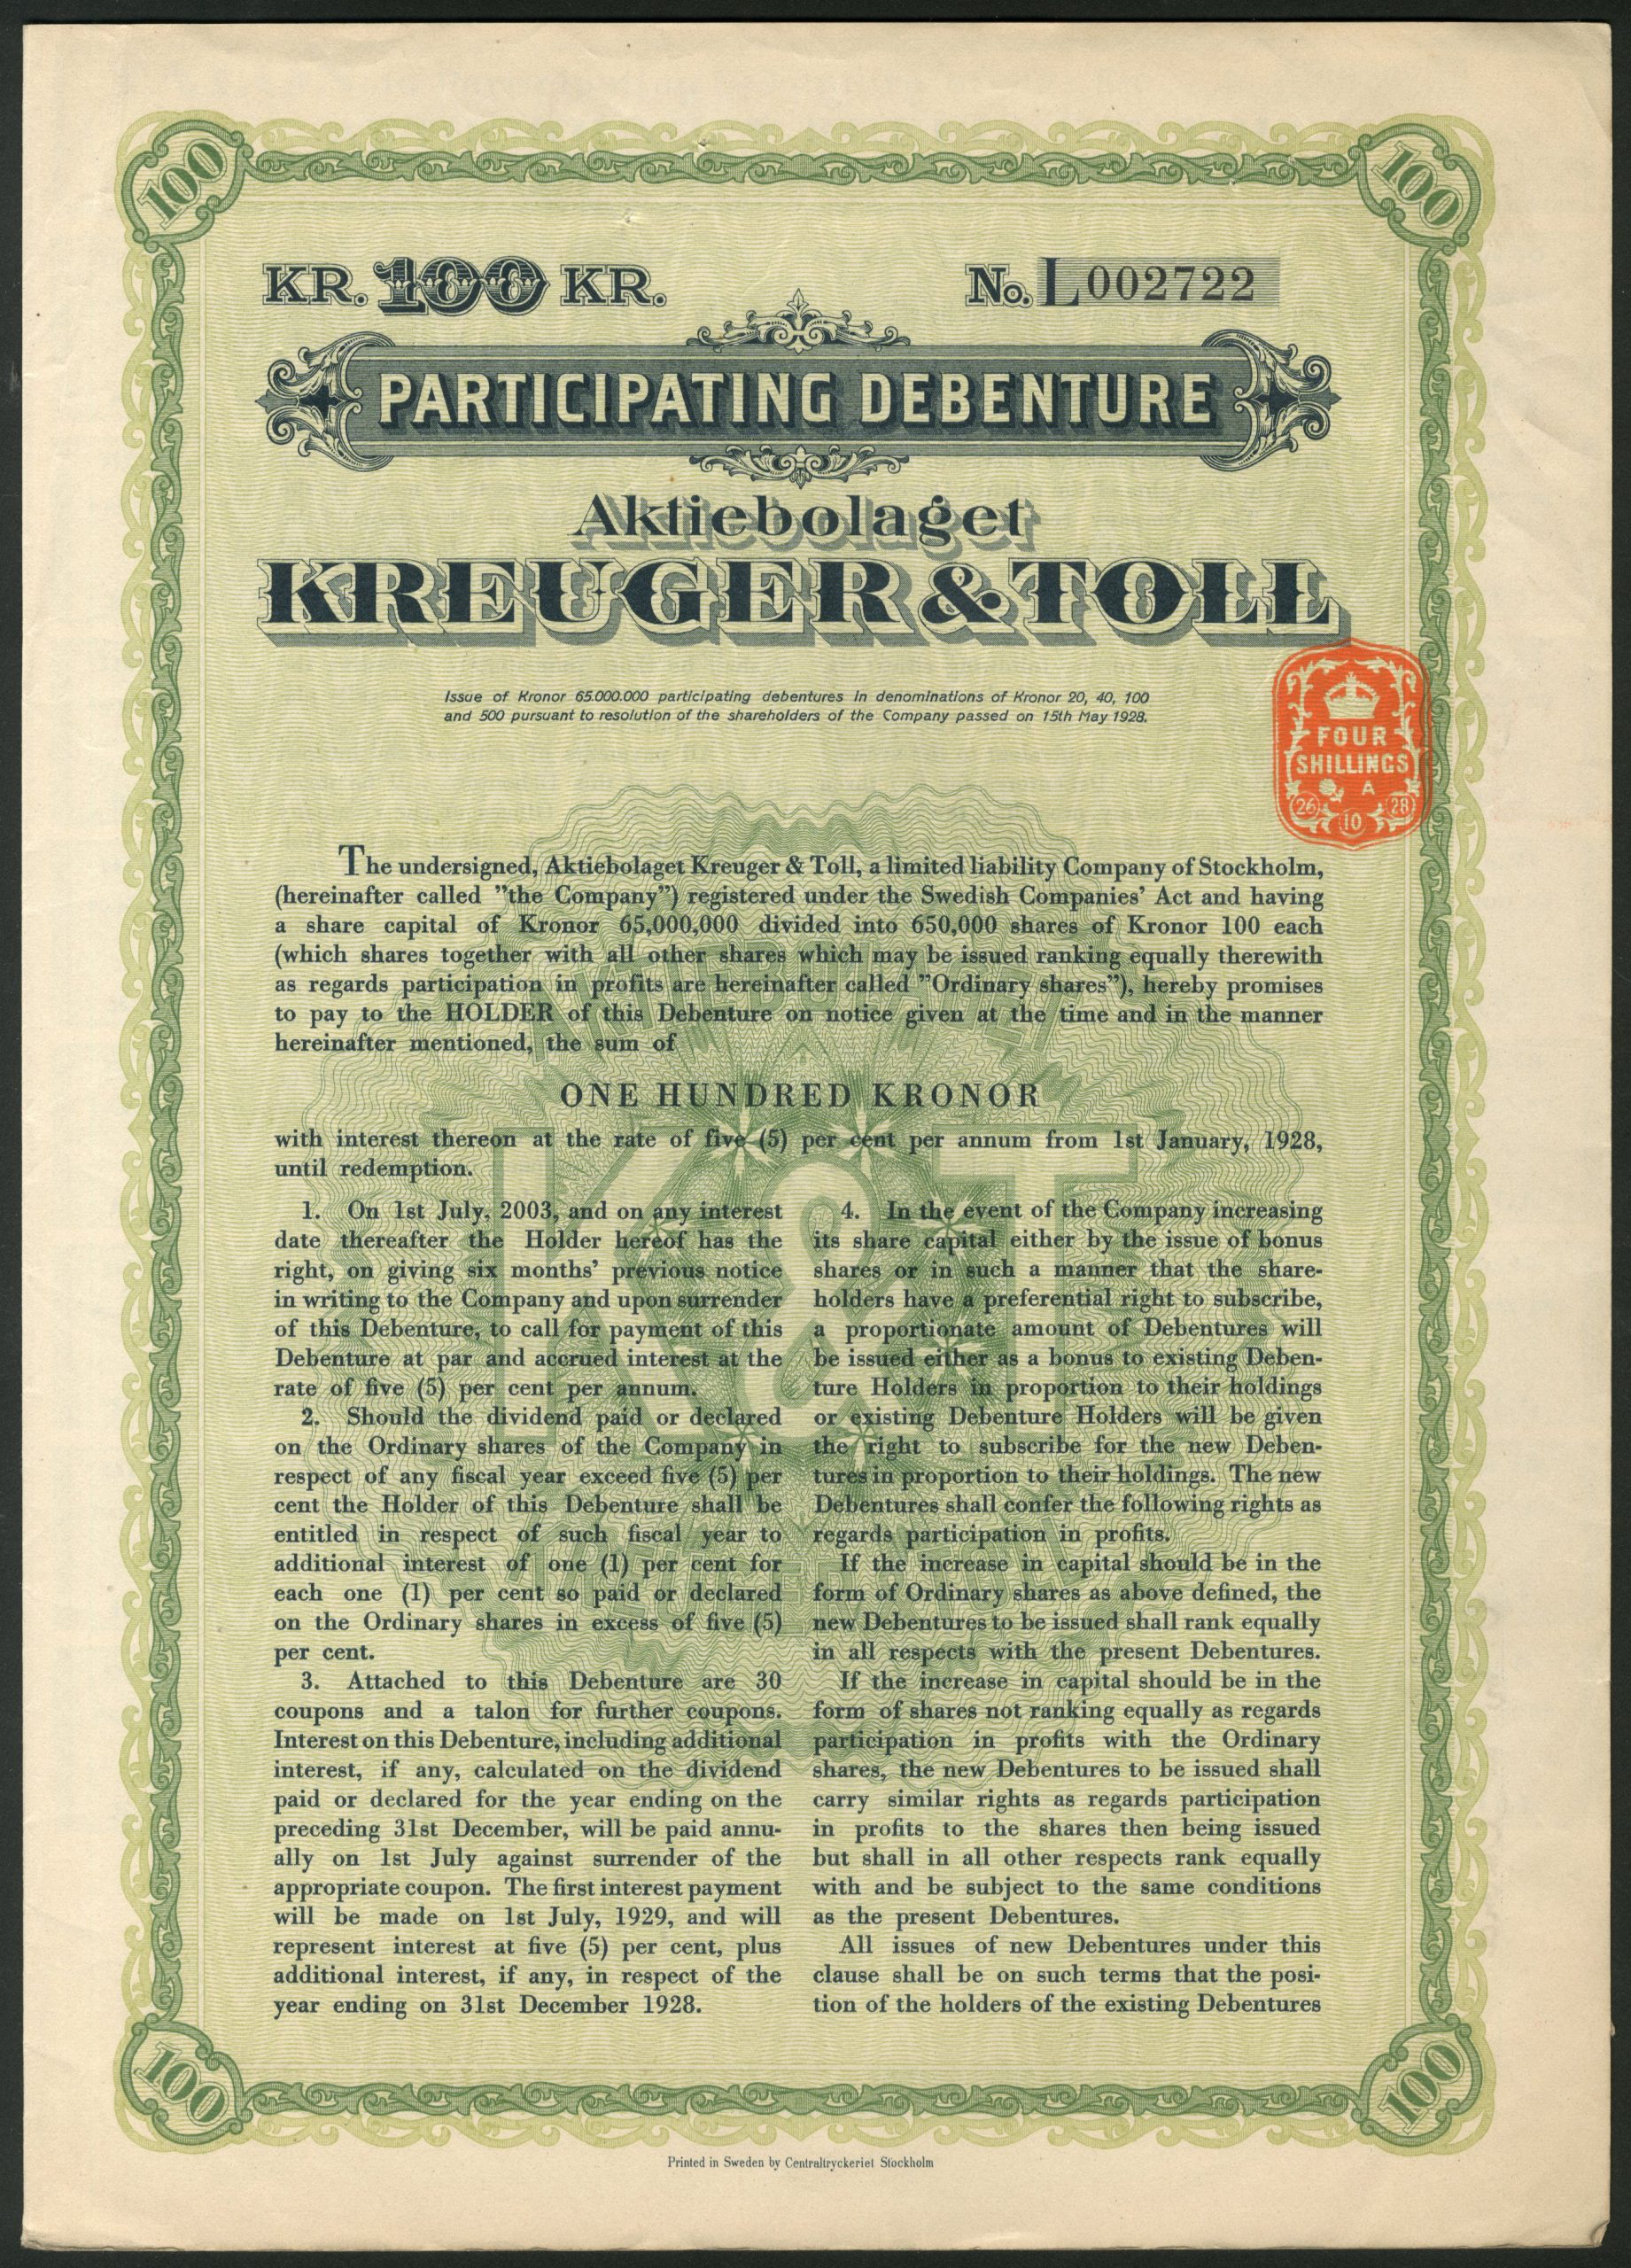 100
100
KR. 100 KR.
No. L 002722
PARTICIPATING DEBENTURE
Aktiebolaget
KREUGER & TOLL
Issue of Kronor 65.000.000 participating debentures in denominations of Kronor 20, 40, 100
and 500 pursuant to resolution of the shareholders of the Company passed on 15th May 1928.
FOUR
SHILLINGS
A
26
10
28
The undersigned, Aktiebolaget Kreuger & Toll, a limited liability Company of Stockholm,
(hereinafter called "the Company") registered under the Swedish Companies' Act and having
a share capital of Kronor 65,000,000 divided into 650,000 shares of Kronor 100 each
(which shares together with all other shares which may be issued ranking equally therewith
as regards participation in profits are hereinafter called "Ordinary shares"), hereby promises
to pay to the HOLDER of this Debenture on notice given at the time and in the manner
hereinafter mentioned, the sum of
ONE HUNDRED KRONOR
with interest thereon at the rate of five (5) per cent per annum from 1st January, 1928,
until redemption.
1. On 1st July, 2003, and on any interest
date thereafter the Holder hereof has the
right, on giving six months' previous notice
in writing to the Company and upon surrender
of this Debenture, to call for payment of this
Debenture at par and accrued interest at the
rate of five (5) per cent per annum.
2. Should the dividend paid or declared
on the Ordinary shares of the Company in
respect of any fiscal year exceed five (5) per
cent the Holder of this Debenture shall be
entitled in respect of such fiscal year to
additional interest of one (1) per cent for
each one (1) per cent so paid or declared
on the Ordinary shares in excess of five (5)
per cent.
3. Attached to this Debenture are 30
coupons and a talon for further coupons.
Interest on this Debenture, including additional
interest, if any, calculated on the dividend
paid or declared for the year ending on the
preceding 31st December, will be paid annu-
ally on 1st July against surrender of the
appropriate coupon. The first interest payment
will be made on 1st July, 1929, and will
represent interest at five (5) per cent, plus
additional interest, if any, in respect of the
year ending on 31st December 1928.
4. In the event of the Company increasing
its share capital either by the issue of bonus
shares or in such a manner that the share-
holders have a preferential right to subscribe,
a proportionate amount of Debentures will
be issued either as a bonus to existing Deben-
ture Holders in proportion to their holdings
or existing Debenture Holders will be given
the right to subscribe for the new Deben-
tures in proportion to their holdings. The new
Debentures shall confer the following rights as
regards participation in profits.
If the increase in capital should be in the
form of Ordinary shares as above defined, the
new Debentures to be issued shall rank equally
in all respects with the present Debentures.
If the increase in capital should be in the
form of shares not ranking equally as regards
participation in profits with the Ordinary
shares, the new Debentures to be issued shall
carry similar rights as regards participation
in profits to the shares then being issued
but shall in all other respects rank equally
with and be subject to the same conditions
as the present Debentures.
All issues of new Debentures under this
clause shall be on such terms that the posi-
tion of the holders of the existing Debentures
AKTIEBOLAGET
K&T
100
100
Printed in Sweden by Centraltryckeriet Stockholm